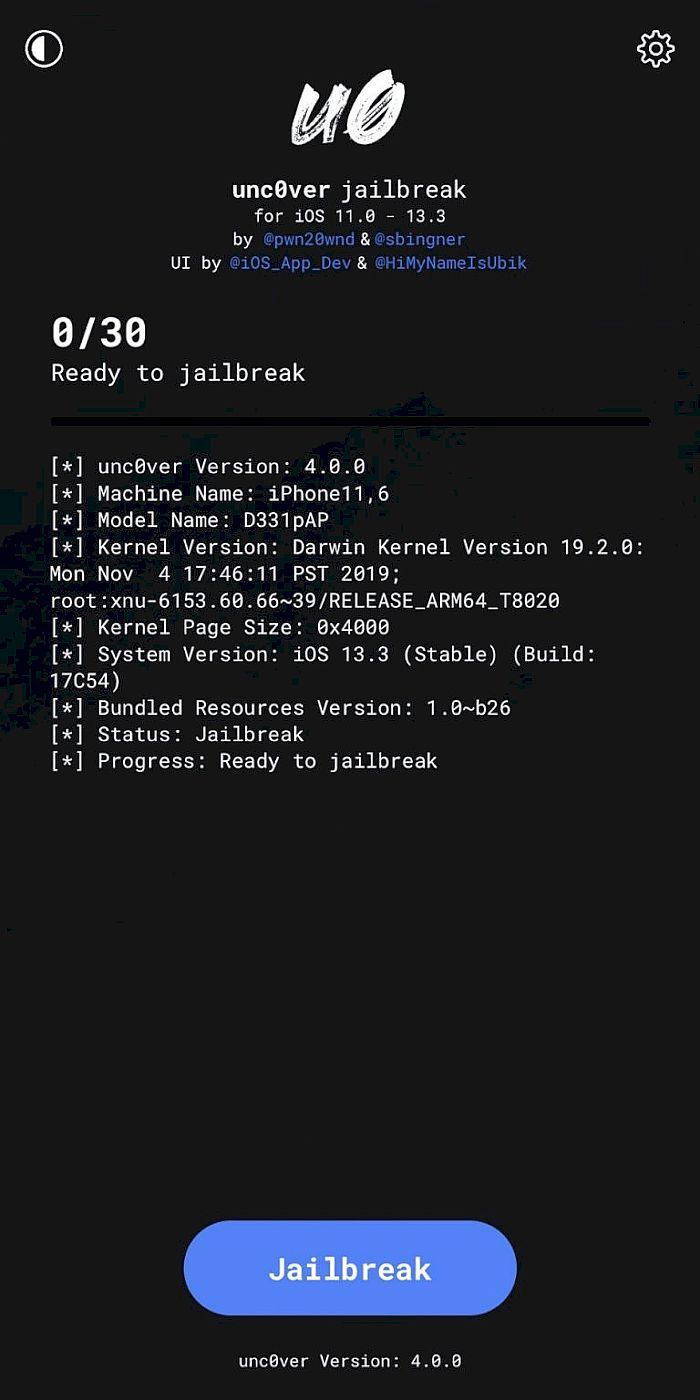 u0
unc0ver jailbreak
for iOS 11.0 - 13.3
by @pwn20wnd & @sbingner
UI by @iOS_App_Dev & @HiMyNameIsUbik
0/30
Ready to jailbreak
[*] unc0ver Version: 4.0.0
[*] Machine Name: iPhone11,6
[*] Model Name: D331pAP
[*] Kernel Version: Darwin Kernel Version 19.2.0:
Mon Nov  4 17:46:11 PST 2019;
root:xnu-6153.60.66~39/RELEASE_ARM64_T8020
[*] Kernel Page Size: 0x4000
[*] System Version: iOS 13.3 (Stable) (Build:
17C54)
[*] Bundled Resources Version: 1.0~b26
[*] Status: Jailbreak
[*] Progress: Ready to jailbreak
Jailbreak
unc0ver Version: 4.0.0